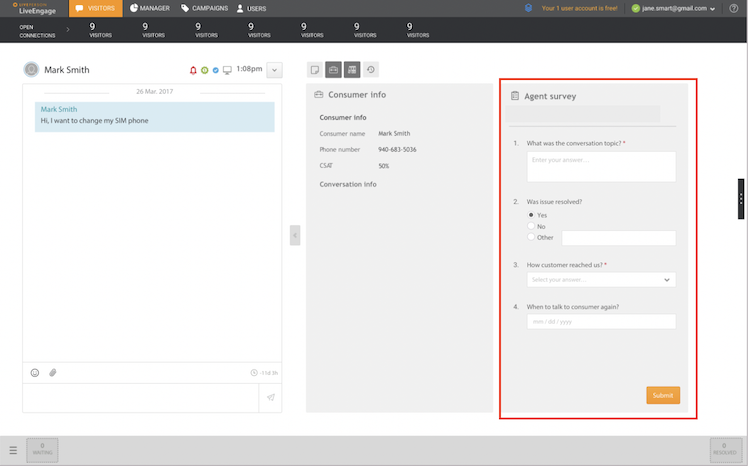 LIVEPERSON
LiveEngage
VISITORS
MANAGER
CAMPAIGNS
USERS
Your 1 user account is free!
jane.smart@gmail.com
OPEN
CONNECTIONS
9
VISITORS
9
VISITORS
9
VISITORS
9
VISITORS
9
VISITORS
9
VISITORS
9
VISITORS
Mark Smith
1:08pm
26 Mar. 2017
Mark Smith
Hi, I want to change my SIM phone
-11d 3h
Consumer info
Consumer info
Consumer name Mark Smith
Phone number 940-683-5036
CSAT 50%
Conversation info
Agent survey
1. What was the conversation topic? *
Enter your answer...
2. Was issue resolved?
Yes
No
Other
3. How customer reached us? *
Select your answer...
4. When to talk to consumer again?
mm / dd / yyyy
Submit
0
WAITING
0
RESOLVED